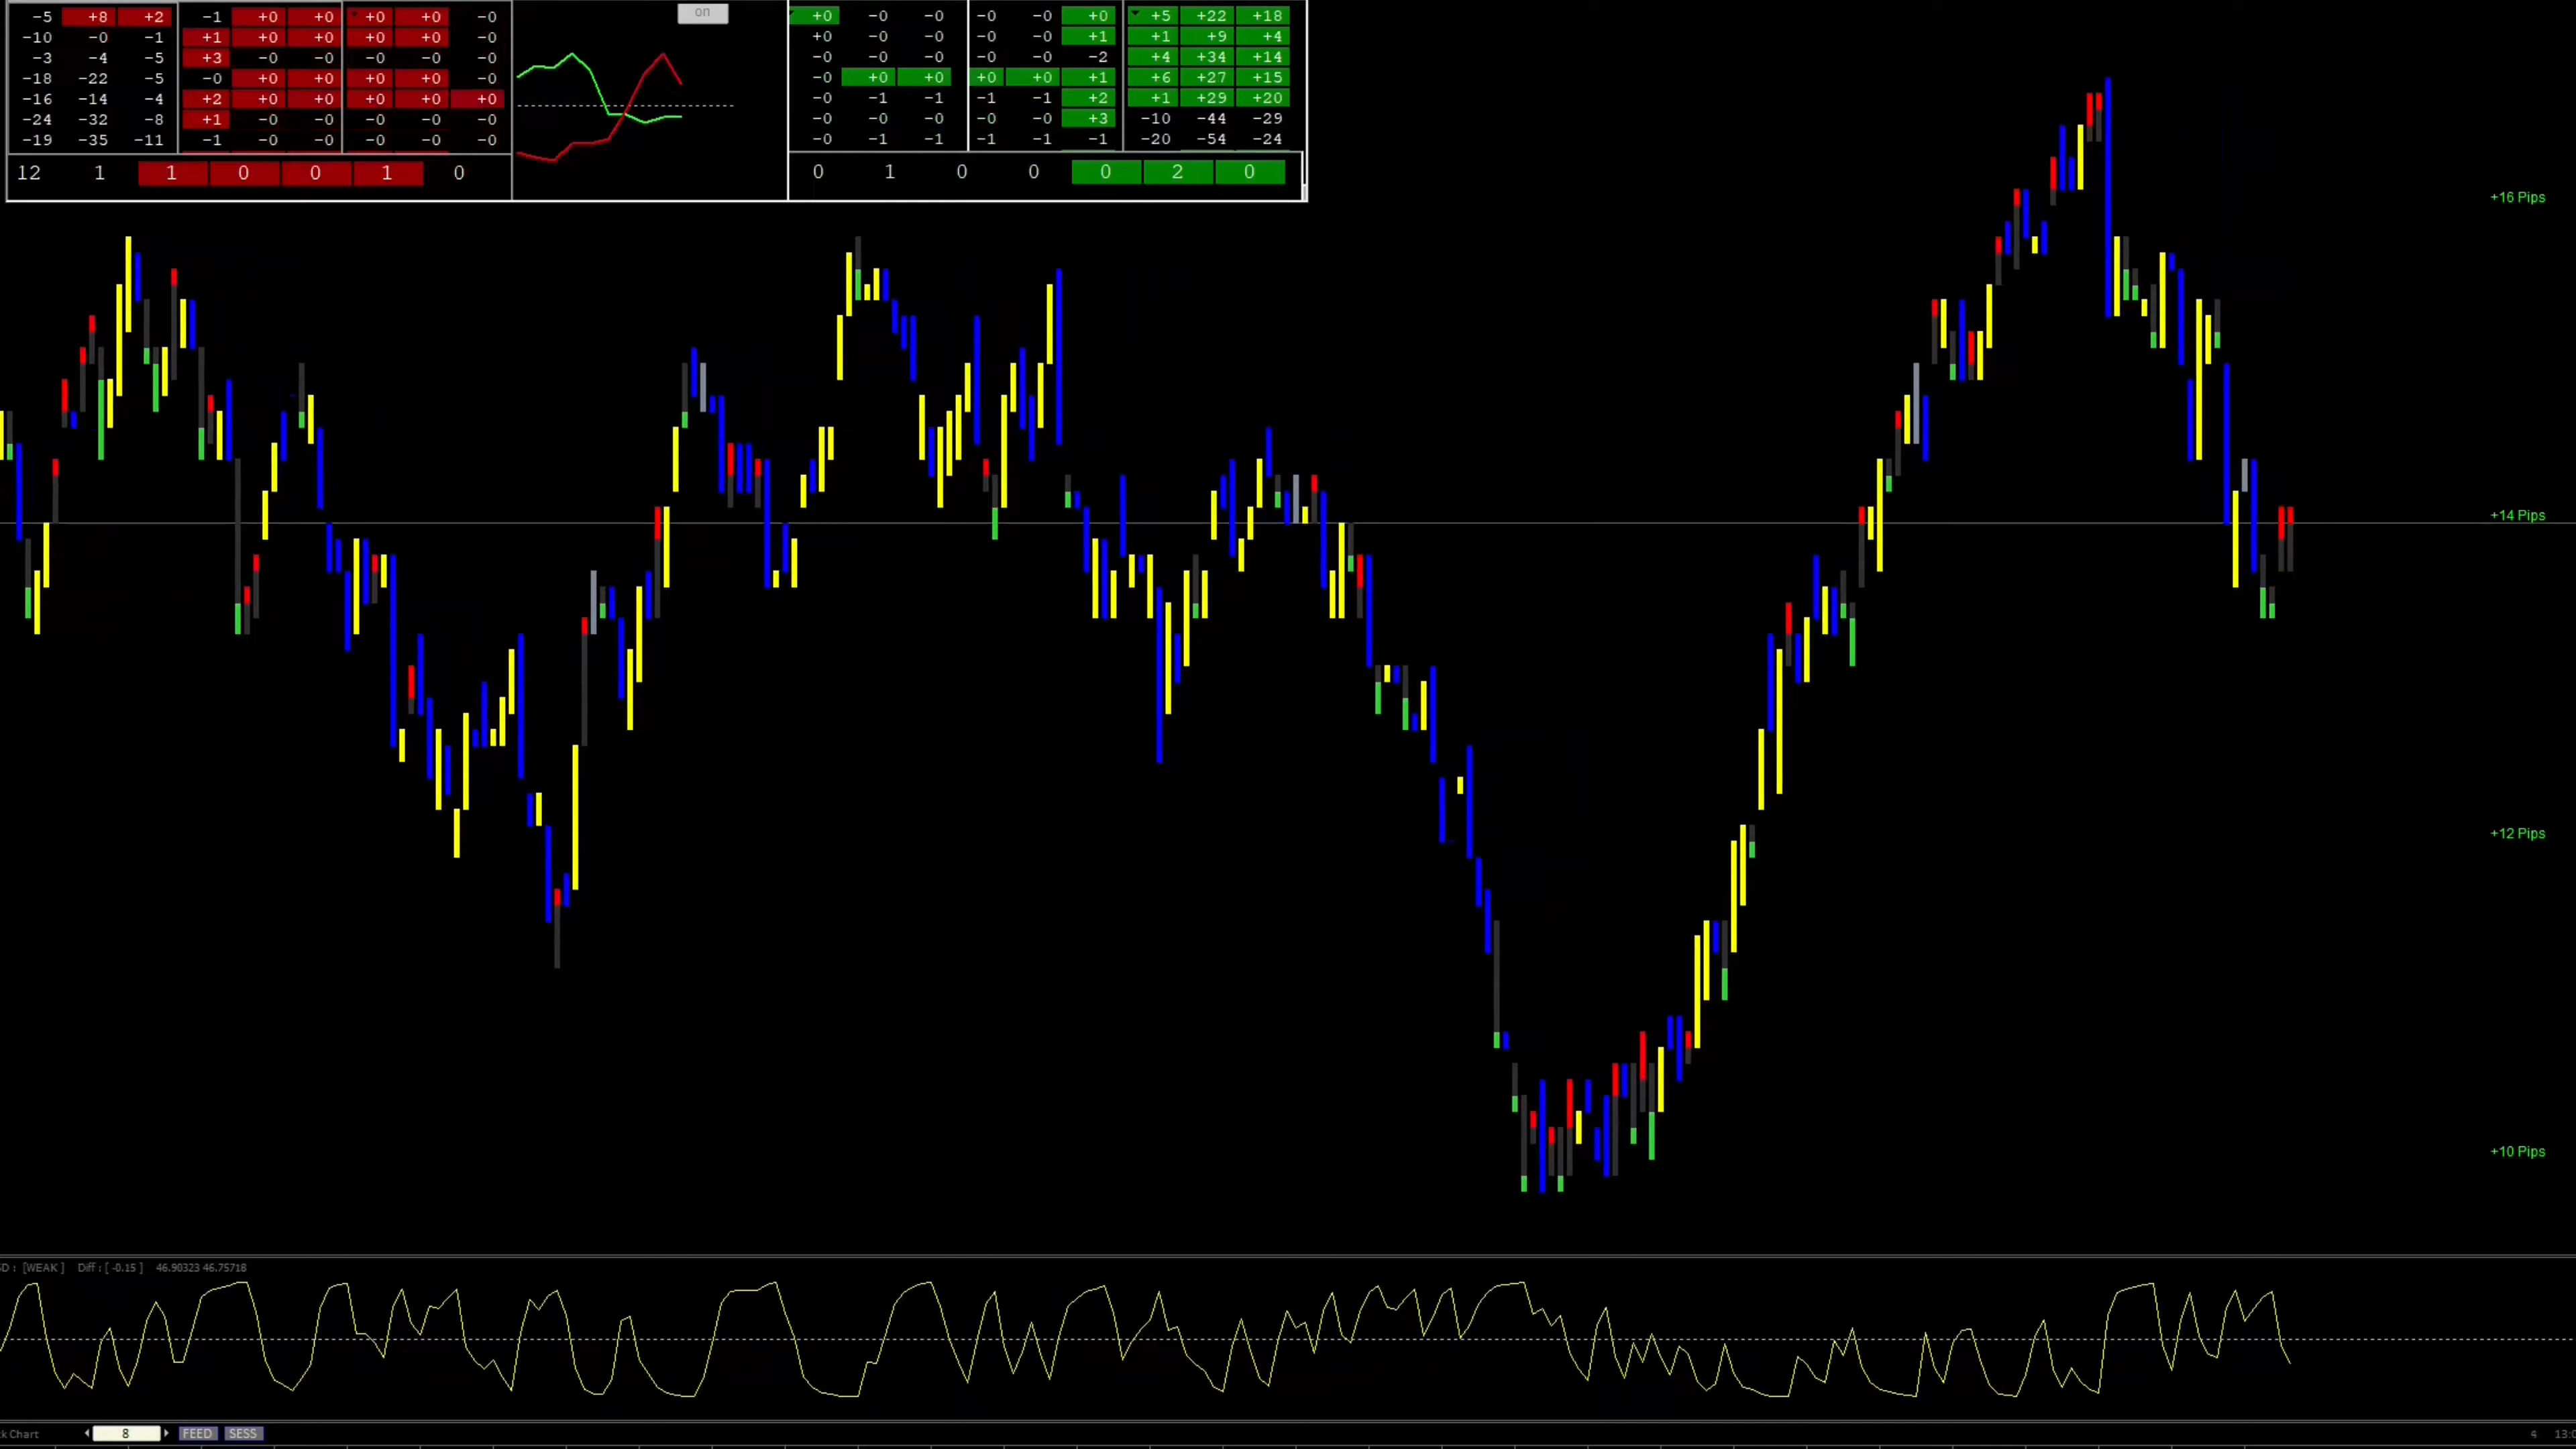 -5 +8 +2 -1 +0 +0 +0 +0 -0 on +0 -0 -0 -0 -0 +0 +5 +22 +18
-10 -0 -1 +1 +0 +0 +0 +0 -0 +0 -0 -0 -0 -0 +1 +1 +9 +4
-3 -4 -5 +3 -0 -0 -0 -0 -0 -0 -0 -0 -0 -0 -2 +4 +34 +14
-18 -22 -5 -0 +0 +0 +0 +0 -0 -0 +0 +0 +0 +0 +1 +6 +27 +15
-16 -14 -4 +2 +0 +0 +0 +0 +0 -0 -1 -1 -1 -1 +2 +1 +29 +20
-24 -32 -8 +1 -0 -0 -0 -0 -0 -0 -0 -0 -0 -0 +3 -10 -44 -29
-19 -35 -11 -1 -0 -0 -0 -0 -0 -0 -1 -1 -0 -1 -1 -20 -54 -24
12 1 1 0 0 1 0 0 1 0 0 0 2 0
+16 Pips
+14 Pips
+12 Pips
+10 Pips
D : [WEAK ] Diff : [ -0.15 ] 46.90323 46.75718
k Chart 8 FEED SESS 4 13: